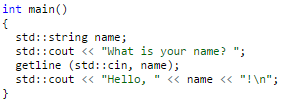 int main()
{
  std::string name;
  std::cout << "What is your name? ";
  getline (std::cin, name);
  std::cout << "Hello, " << name << "!\n";
}